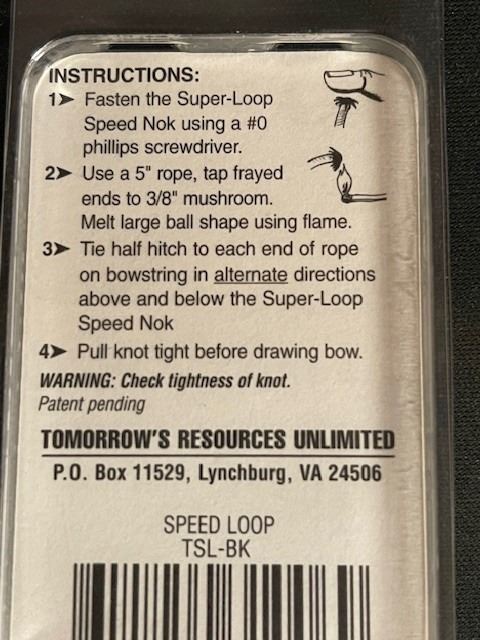 INSTRUCTIONS:
1➤ Fasten the Super-Loop
Speed Nok using a #0
phillips screwdriver.
2➤ Use a 5" rope, tap frayed
ends to 3/8" mushroom.
Melt large ball shape using flame.
3➤ Tie half hitch to each end of rope
on bowstring in alternate directions
above and below the Super-Loop
Speed Nok
4➤ Pull knot tight before drawing bow.
WARNING: Check tightness of knot.
Patent pending
TOMORROW'S RESOURCES UNLIMITED
P.O. Box 11529, Lynchburg, VA 24506
SPEED LOOP
TSL-BK